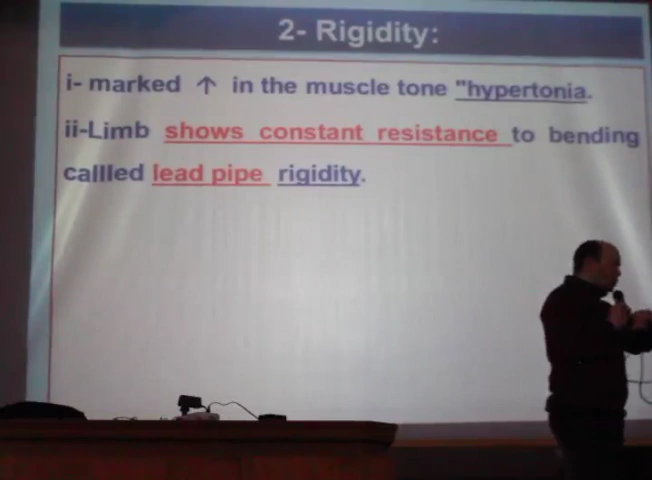 2- Rigidity:
i- marked ↑ in the muscle tone "hypertonia.
ii-Limb shows constant resistance to bending
callled lead pipe rigidity.